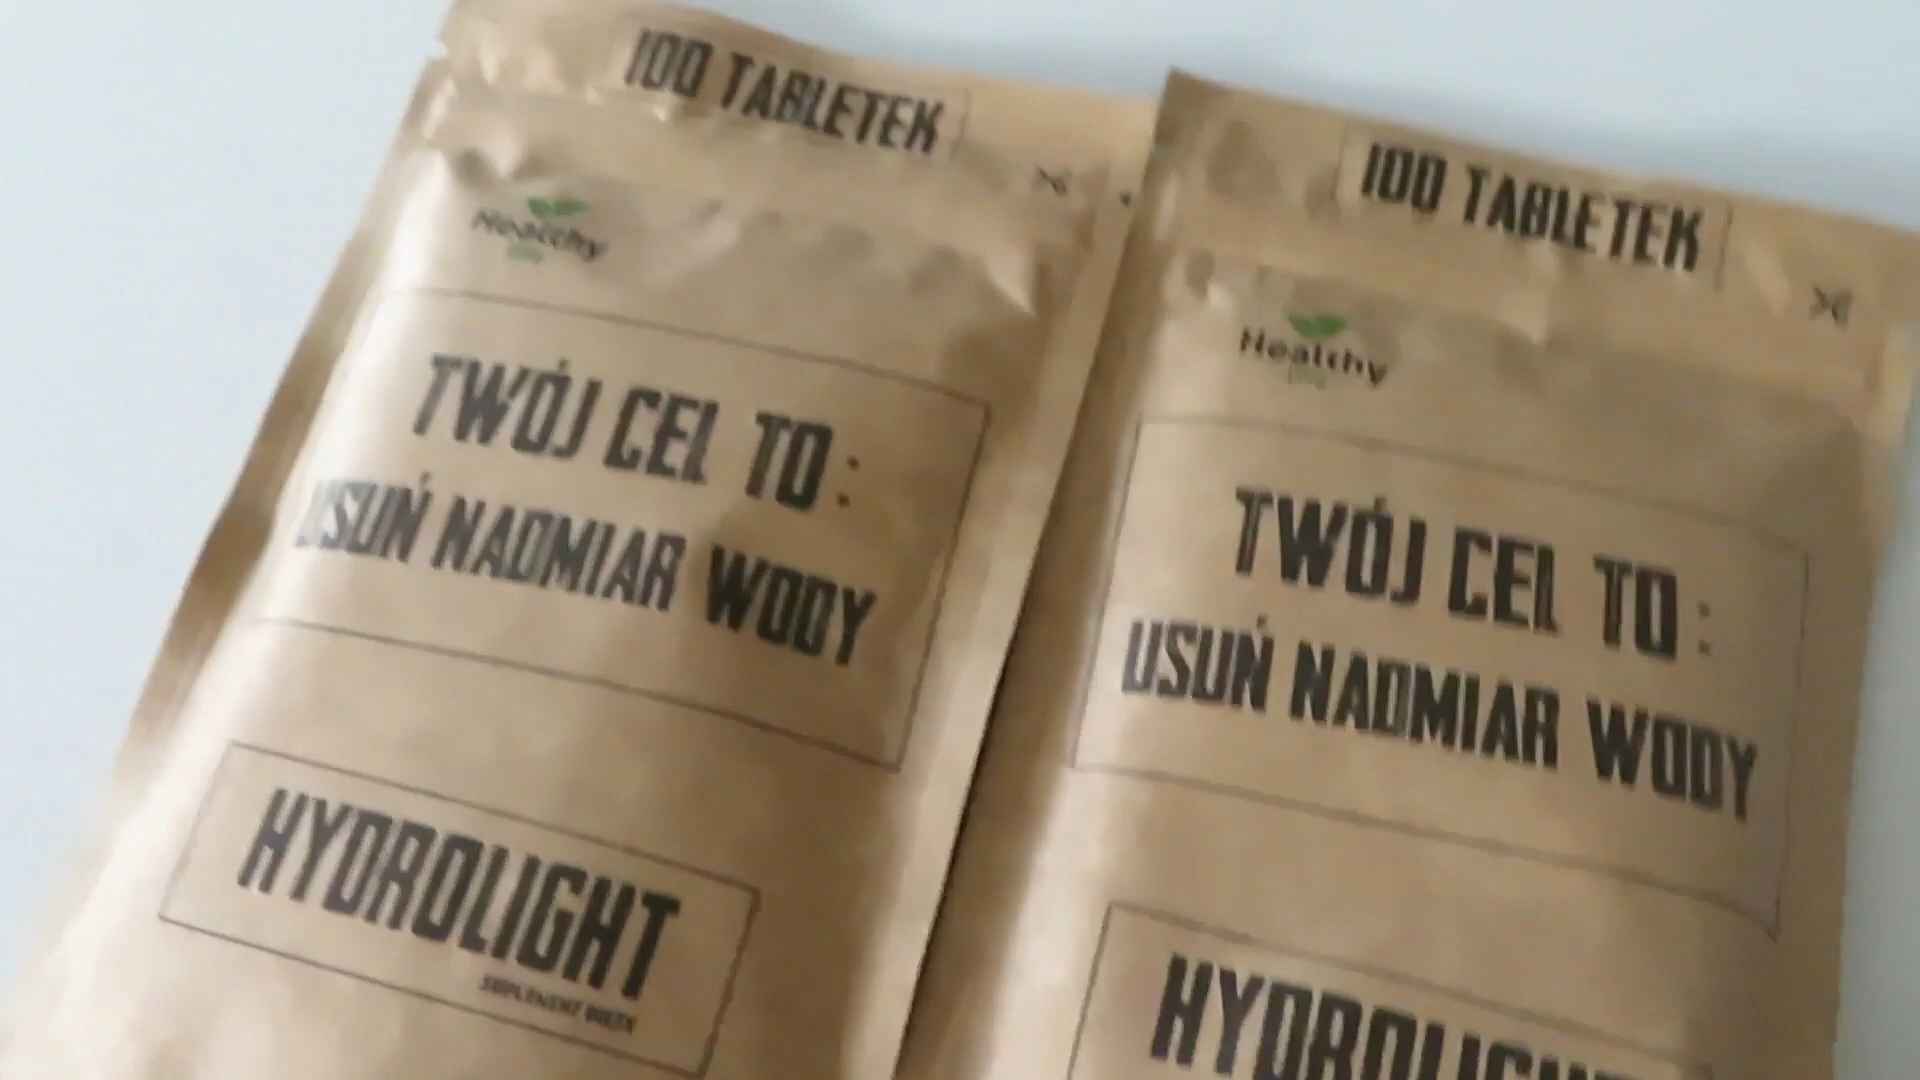 100 TABLETEK
Healthy
TWÓJ CEL TO:
USUŃ NADMIAR WODY
HYDROLIGHT
SUPLEMENT DIETY
100 TABLETEK
Healthy
TWÓJ CEL TO:
USUŃ NADMIAR WODY
HYDROLIGHT